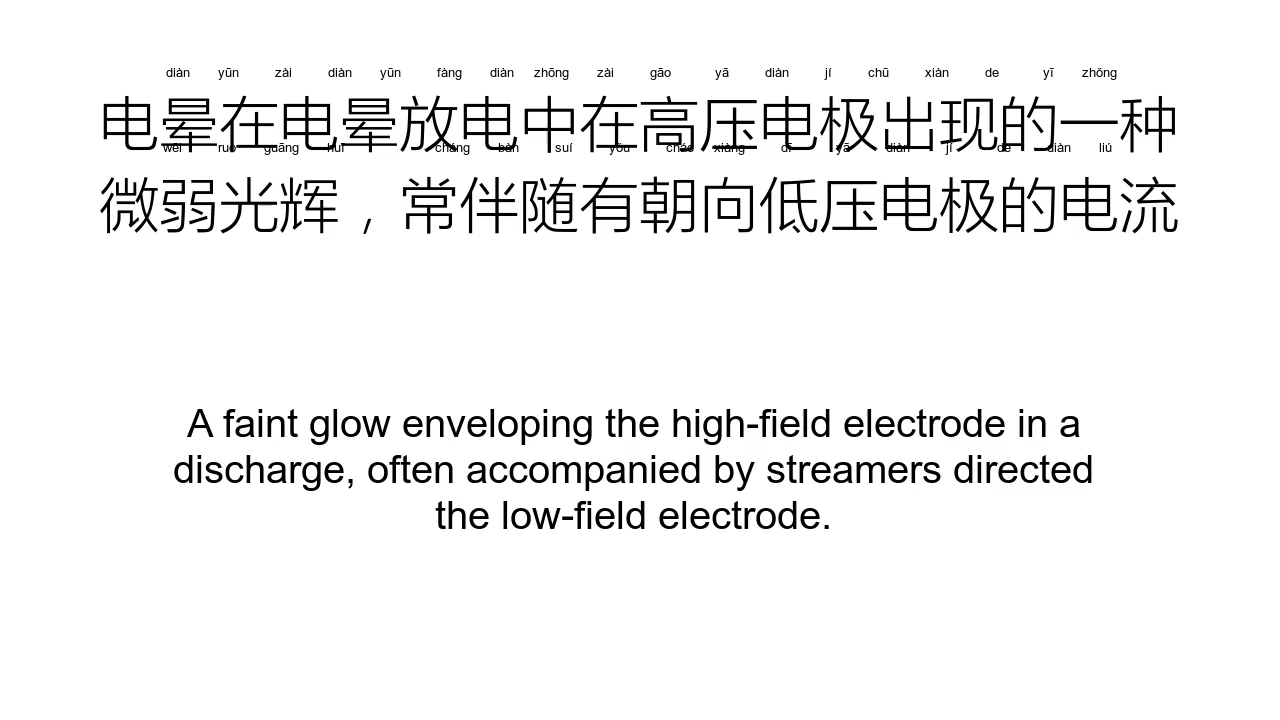 diàn yūn zài diàn yūn fàng diàn zhōng zài gāo yā diàn jí chū xiàn de yī zhǒng
电晕在电晕放电中在高压电极出现的一种
wēi ruò guāng huī cháng bàn suí yǒu cháo xiàng dī yā diàn jí de diàn liú
微弱光辉，常伴随有朝向低压电极的电流
A faint glow enveloping the high-field electrode in a
discharge, often accompanied by streamers directed
the low-field electrode.